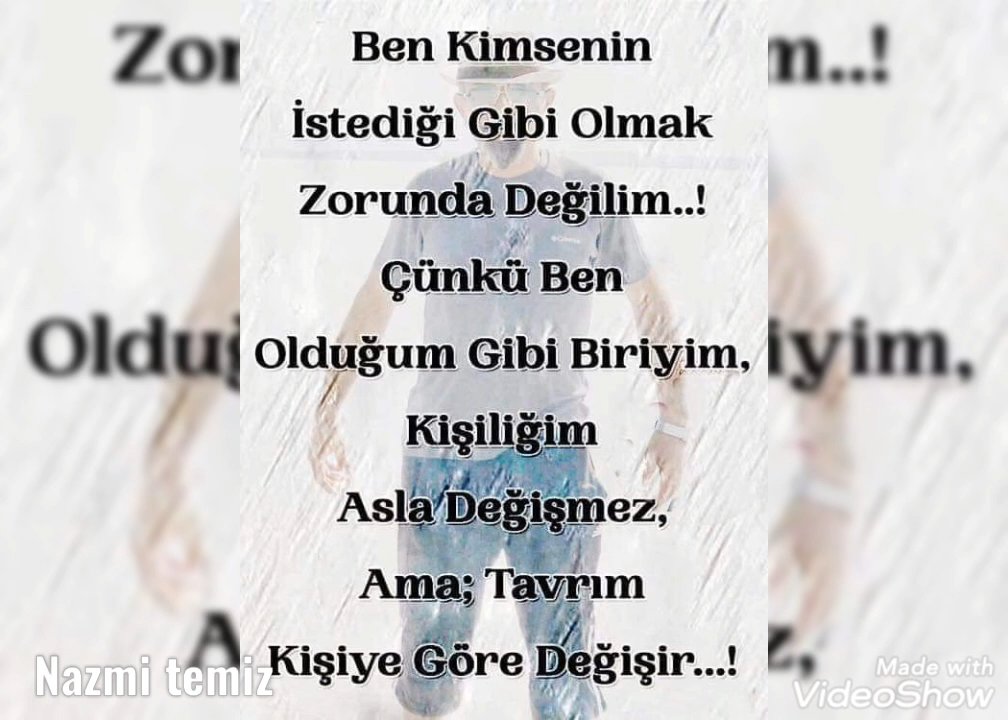 Ben Kimsenin
İstediği Gibi Olmak
Zorunda Değilim..!
Çünkü Ben
Olduğum Gibi Biriyim,
Kişiliğim
Asla Değişmez,
Ama; Tavrım
Kişiye Göre Değişir...!
Nazmi temiz
Made with
VideoShow